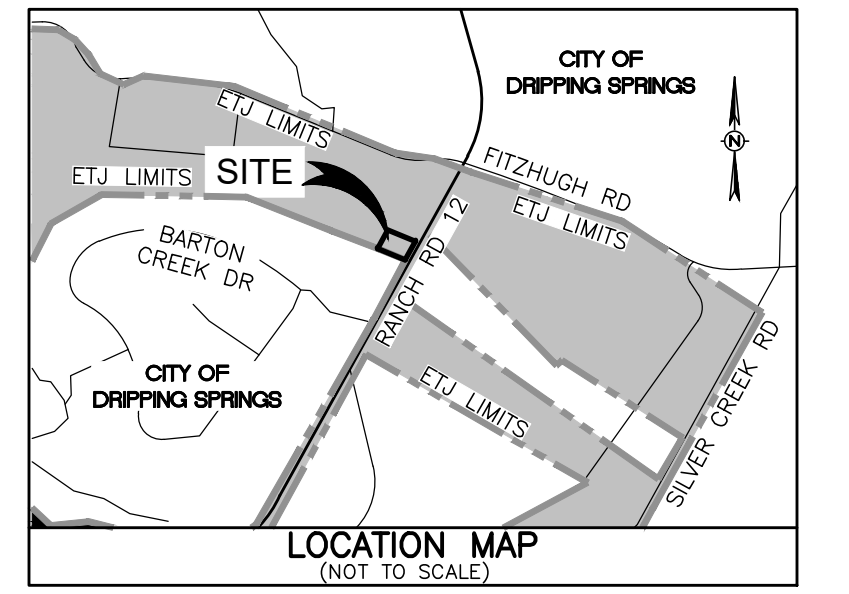 CITY OF
DRIPPING SPRINGS
N
ETJ LIMITS
FITZHUGH RD
SITE
ETJ LIMITS
ETJ LIMITS
RANCH RD 12
BARTON
CREEK DR
CITY OF
DRIPPING SPRINGS
ETJ LIMITS
SILVER CREEK RD
LOCATION MAP
(NOT TO SCALE)